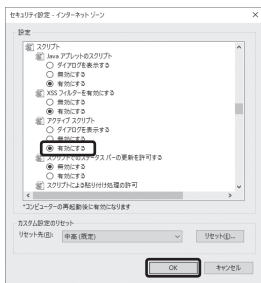 セキュリティ設定 - インターネット ゾーン
設定
スクリプト
Java アプレットのスクリプト
ダイアログを表示する
無効にする
有効にする
XSS フィルターを有効にする
無効にする
有効にする
アクティブ スクリプト
ダイアログを表示する
無効にする
有効にする
スクリプトでのステータス バーの更新を許可する
無効にする
有効にする
スクリプトによる貼り付け処理の許可
*コンピューターの再起動後に有効になります
カスタム設定のリセット
リセット先(R):
中高 (既定)
リセット(E)...
OK
キャンセル